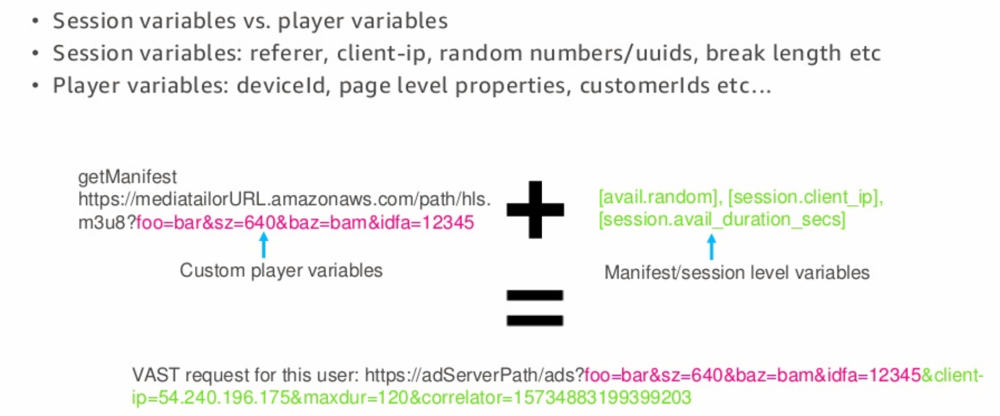 • Session variables vs. player variables
• Session variables: referer, client-ip, random numbers/uuids, break length etc
• Player variables: deviceId, page level properties, customerIds etc...
getManifest
https://mediatailorURL.amazonaws.com/path/hls.
m3u8?foo=bar&sz=640&baz=bam&idfa=12345
Custom player variables
+
[avail.random], [session.client_ip],
[session.avail_duration_secs]
Manifest/session level variables
=
VAST request for this user: https://adServerPath/ads?foo=bar&sz=640&baz=bam&idfa=12345&client-
ip=54.240.196.175&maxdur=120&correlator=15734883199399203